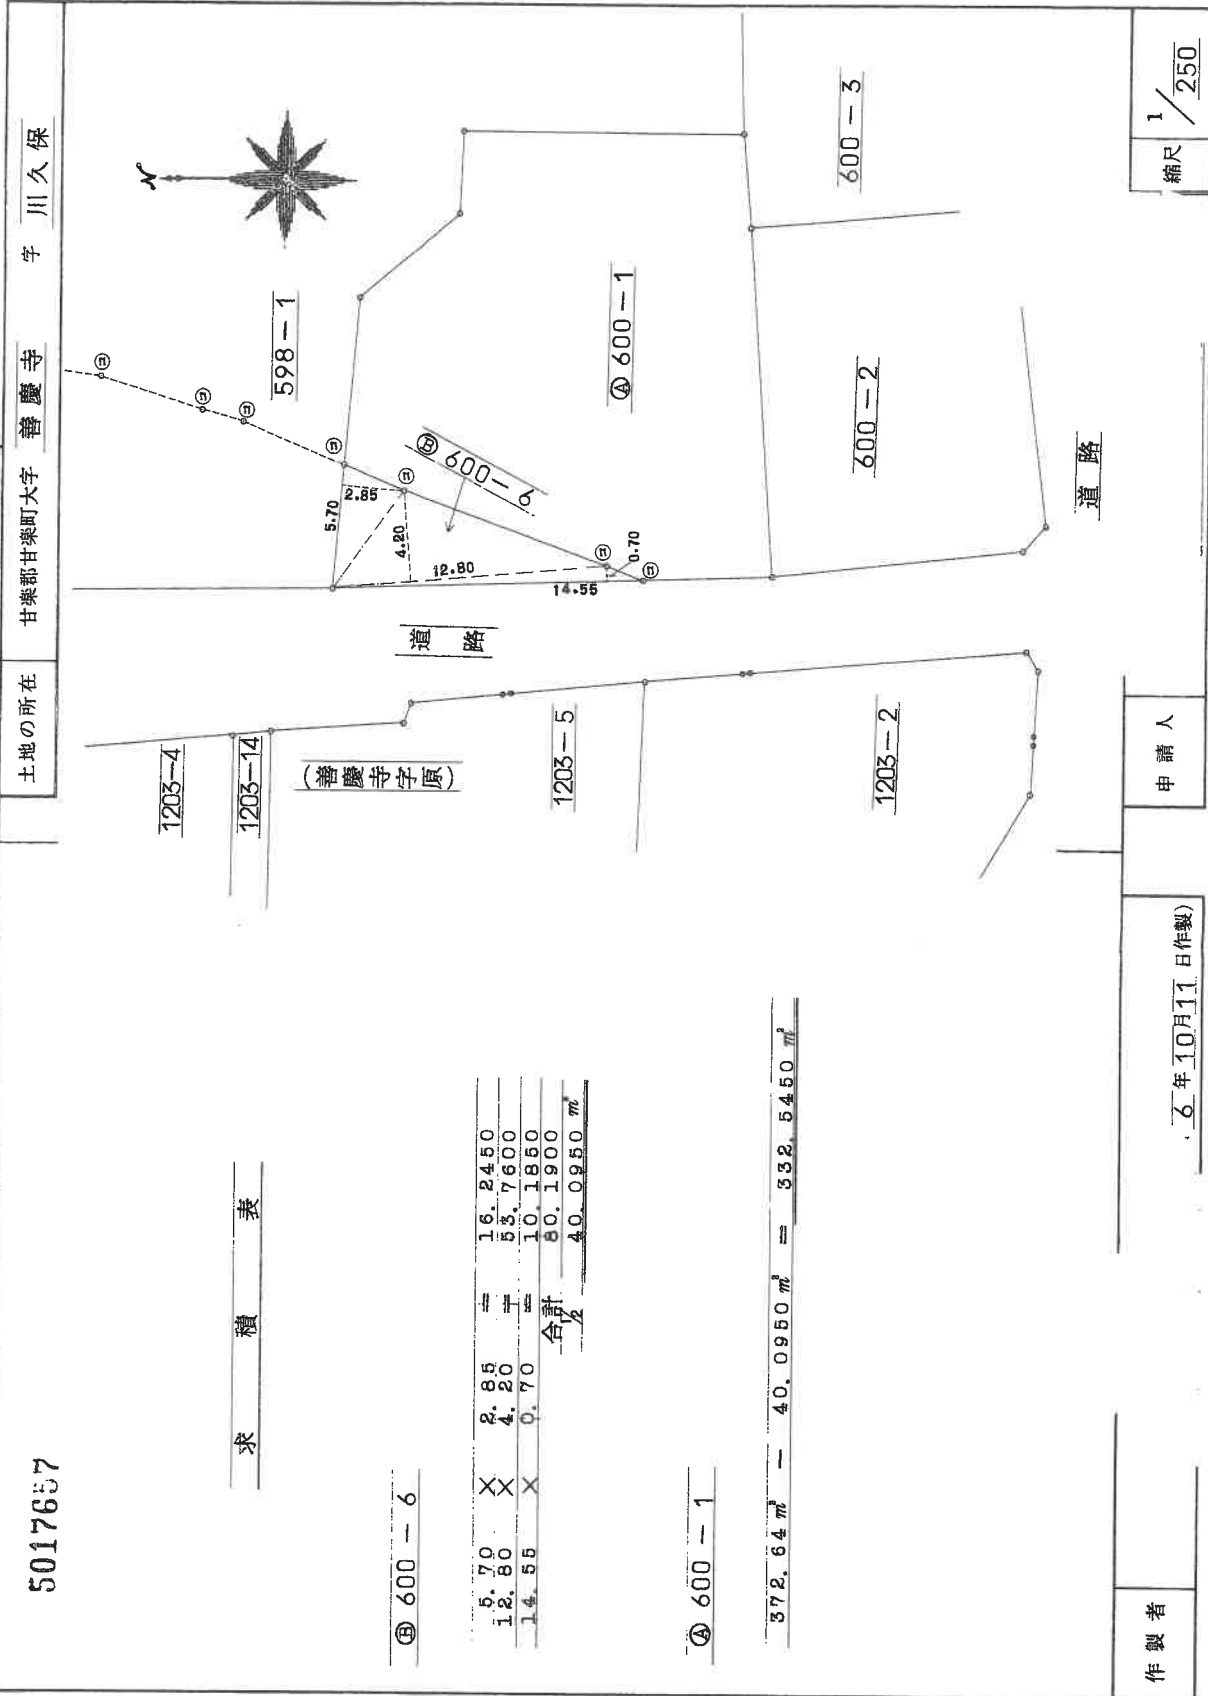 5017657
土地の所在 甘楽郡甘楽町大字 善慶寺 字 川久保
求積表
Ⓑ 600-6
5.70 × 2.85 = 16.2450
12.80 × 4.20 = 53.7600
14.55 × 0.70 = 10.1850
合計 80.1900
1/2 40.0950 ㎡
Ⓐ 600-1
372.64㎡ - 40.0950㎡ = 332.5450㎡
N
1203-4
1203-14
(善慶寺字原)
1203-5
1203-2
道路
598-1
5.70
2.85
4.20
12.80
14.55
0.70
Ⓑ 600-6
Ⓐ 600-1
600-2
600-3
道路
作製者
6年10月11日作製)
申請人
縮尺 1/250